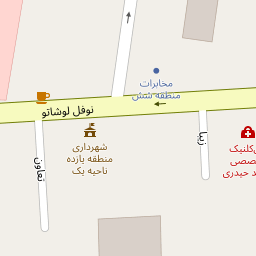 مخابرات
منطقه شش
نوفل لوشاتو
زیبا
شهرداری
منطقه یازده
ناحیه یک
تعاون
‌کلینیک
تخصصی
حیدری